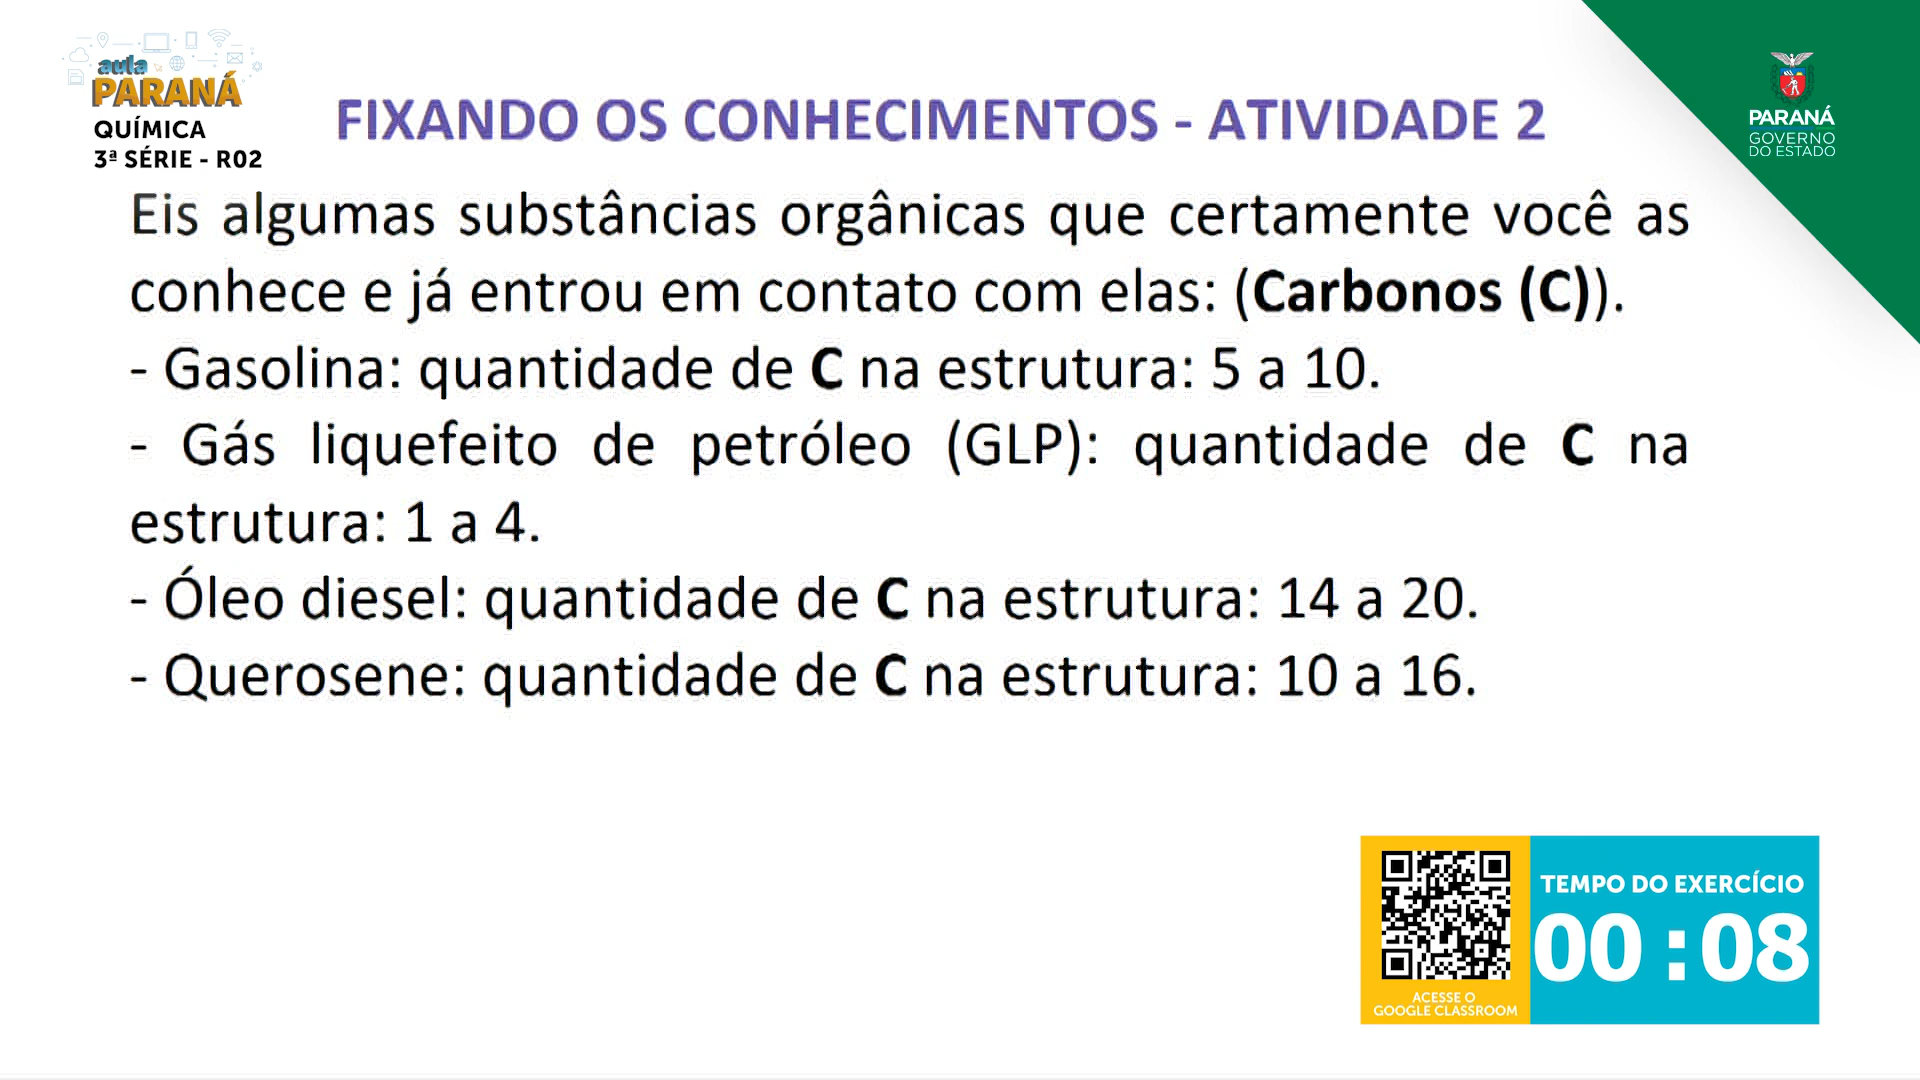 aula
PARANÁ
QUÍMICA
3ª SÉRIE - R02
FIXANDO OS CONHECIMENTOS - ATIVIDADE 2
PARANÁ
GOVERNO
DO ESTADO
Eis algumas substâncias orgânicas que certamente você as
conhece e já entrou em contato com elas: (Carbonos (C)).
- Gasolina: quantidade de C na estrutura: 5 a 10.
- Gás liquefeito de petróleo (GLP): quantidade de C na
estrutura: 1 a 4.
- Óleo diesel: quantidade de C na estrutura: 14 a 20.
- Querosene: quantidade de C na estrutura: 10 a 16.
TEMPO DO EXERCÍCIO
00 : 08
ACESSE O
GOOGLE CLASSROOM